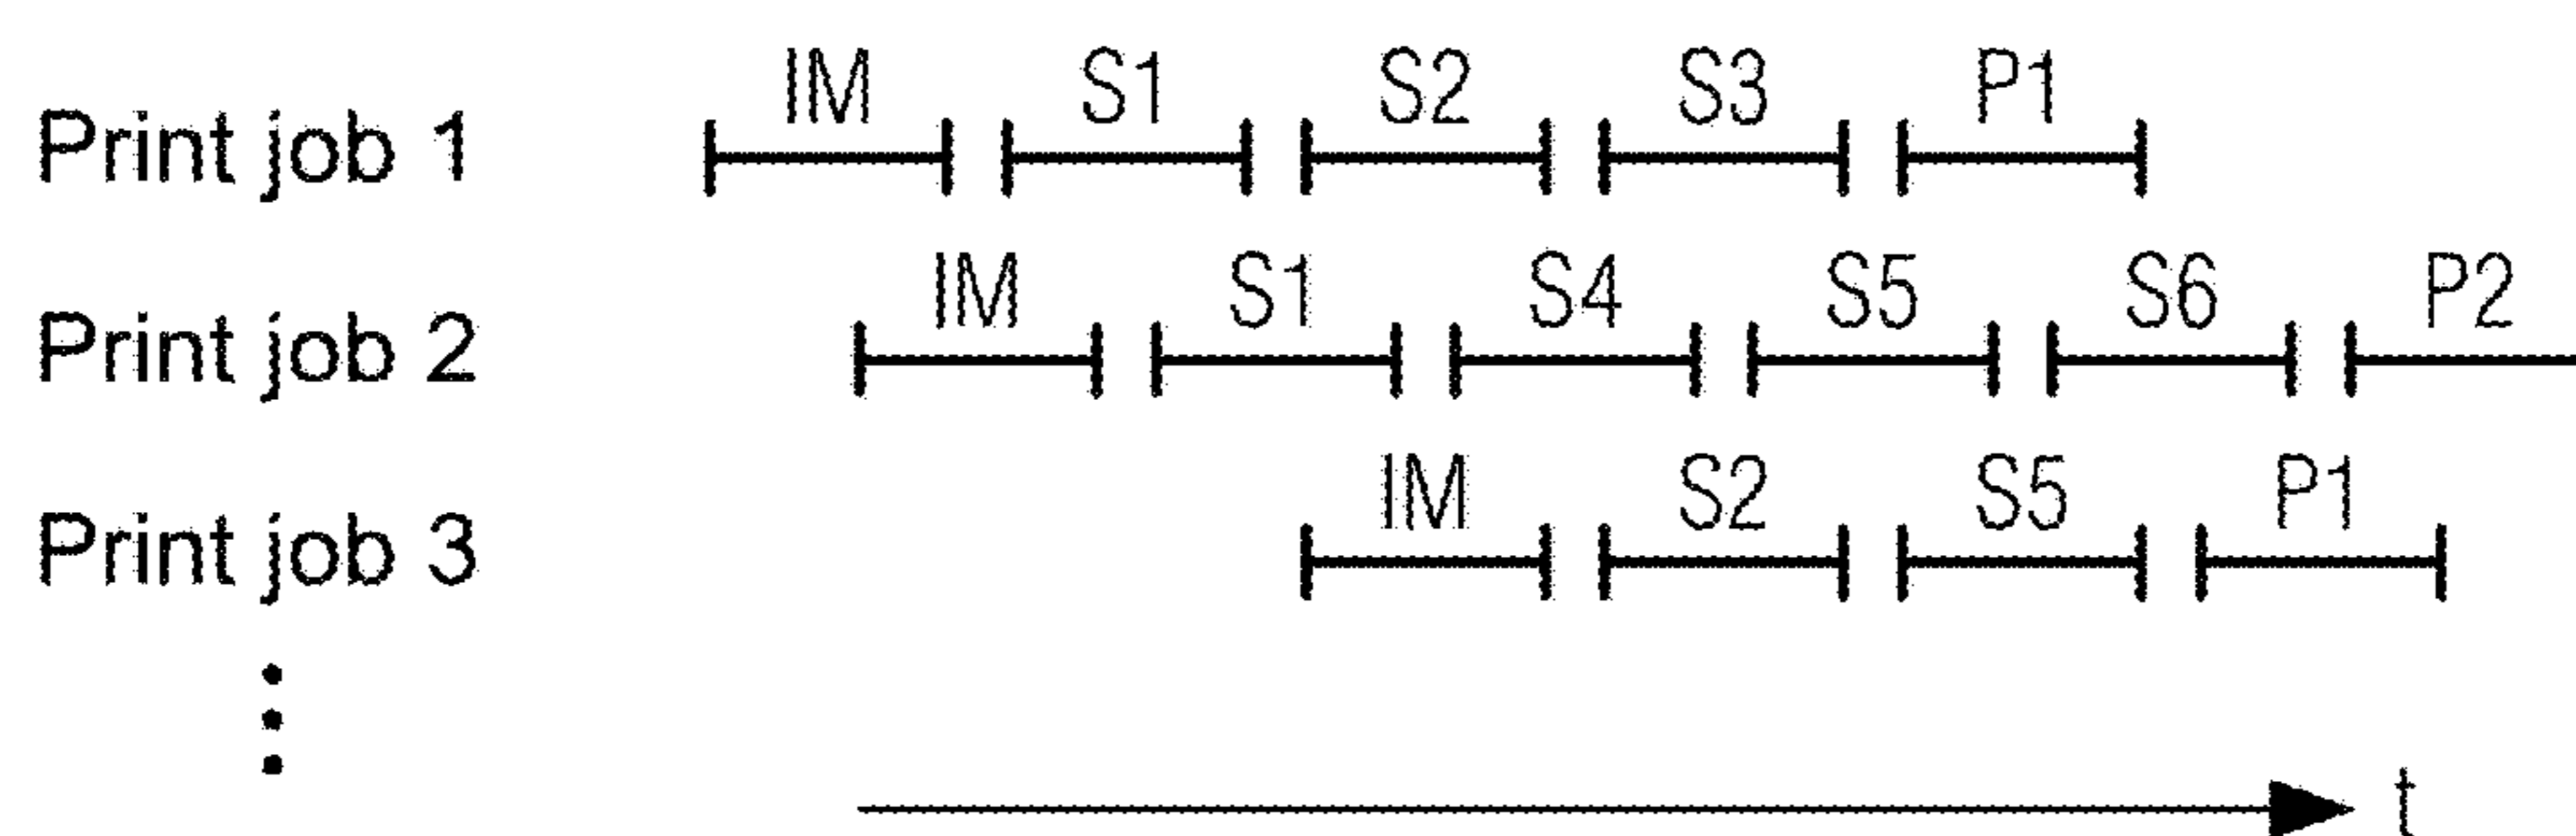 IM S1 S2 S3 P1
Print job 1
IM S1 S4 S5 S6 P2
Print job 2
IM S2 S5 P1
Print job 3
t